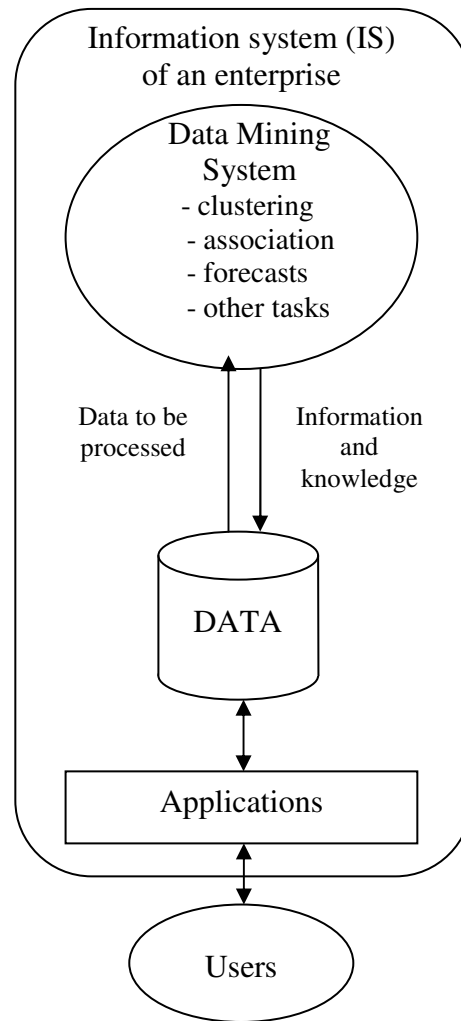 Information system (IS)
of an enterprise
Data Mining
System
- clustering
- association
- forecasts
- other tasks
Data to be
processed
Information
and
knowledge
DATA
Applications
Users